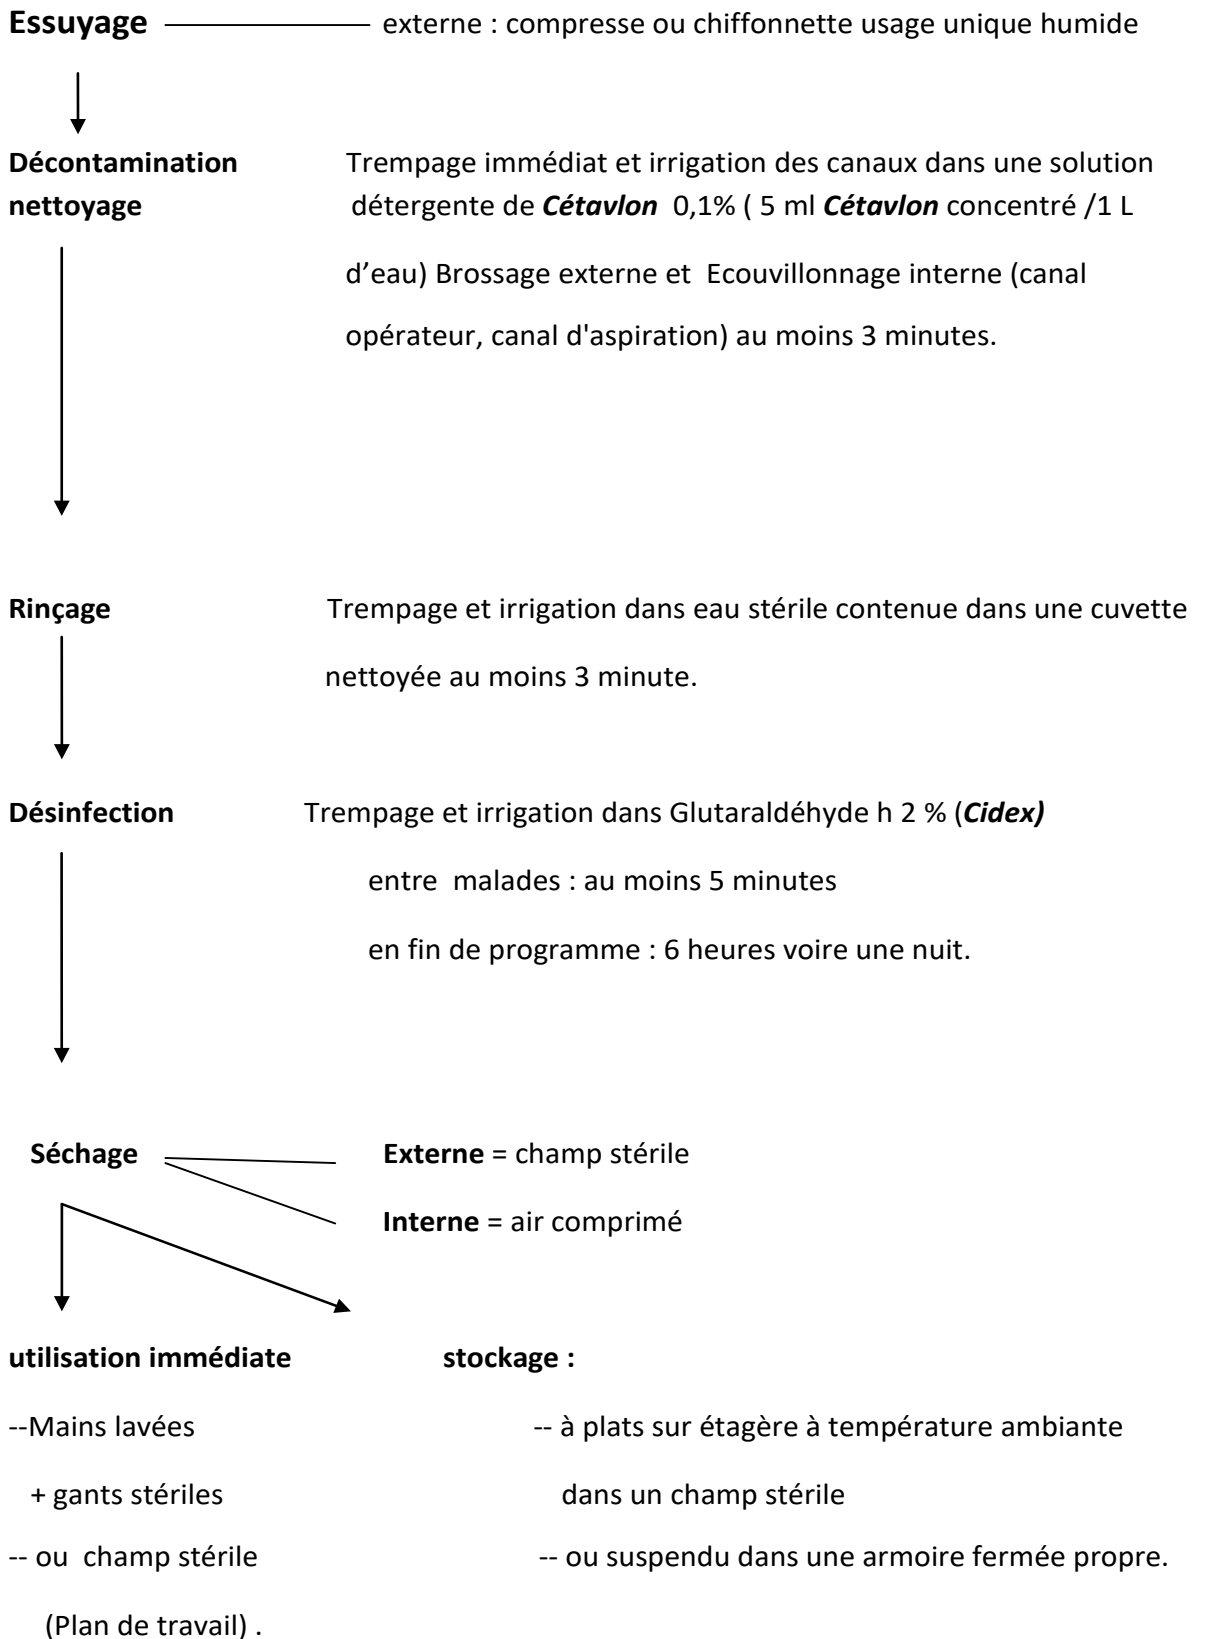 Essuyage externe : compresse ou chiffonnette usage unique humide
Décontamination Trempage immédiat et irrigation des canaux dans une solution
nettoyage détergente de Cétavlon 0,1% ( 5 ml Cétavlon concentré /1 L
d’eau) Brossage externe et Ecouvillonnage interne (canal
opérateur, canal d'aspiration) au moins 3 minutes.
Rinçage Trempage et irrigation dans eau stérile contenue dans une cuvette
nettoyée au moins 3 minute.
Désinfection Trempage et irrigation dans Glutaraldéhyde h 2 % (Cidex)
entre malades : au moins 5 minutes
en fin de programme : 6 heures voire une nuit.
Séchage Externe = champ stérile
Interne = air comprimé
utilisation immédiate stockage :
--Mains lavées -- à plats sur étagère à température ambiante
+ gants stériles dans un champ stérile
-- ou champ stérile -- ou suspendu dans une armoire fermée propre.
(Plan de travail) .